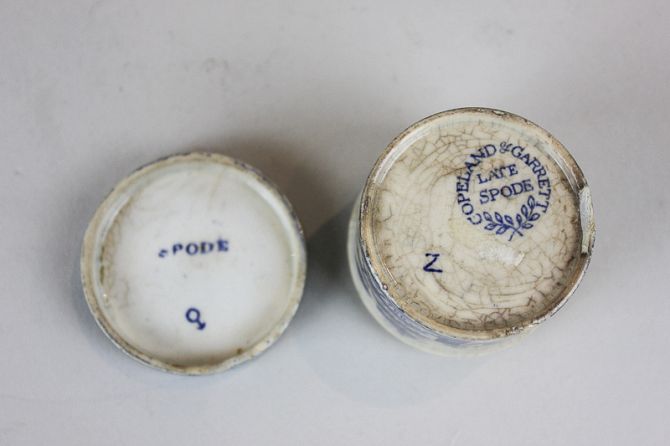 SPODE
COPELAND & GARRETT
LATE
SPODE
Z